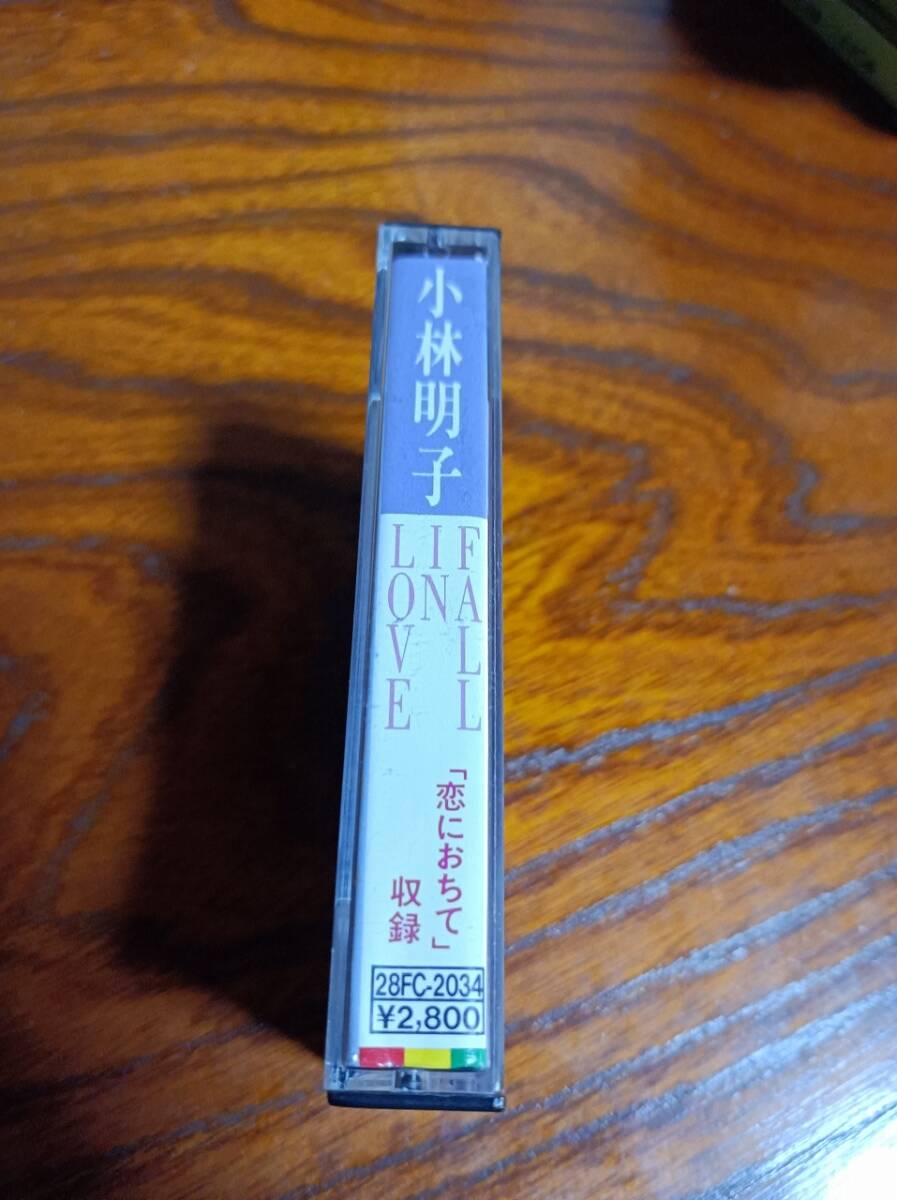 小林明子
FALL
IN
LOVE
「恋におちて」
収録
28FC-2034
¥2,800